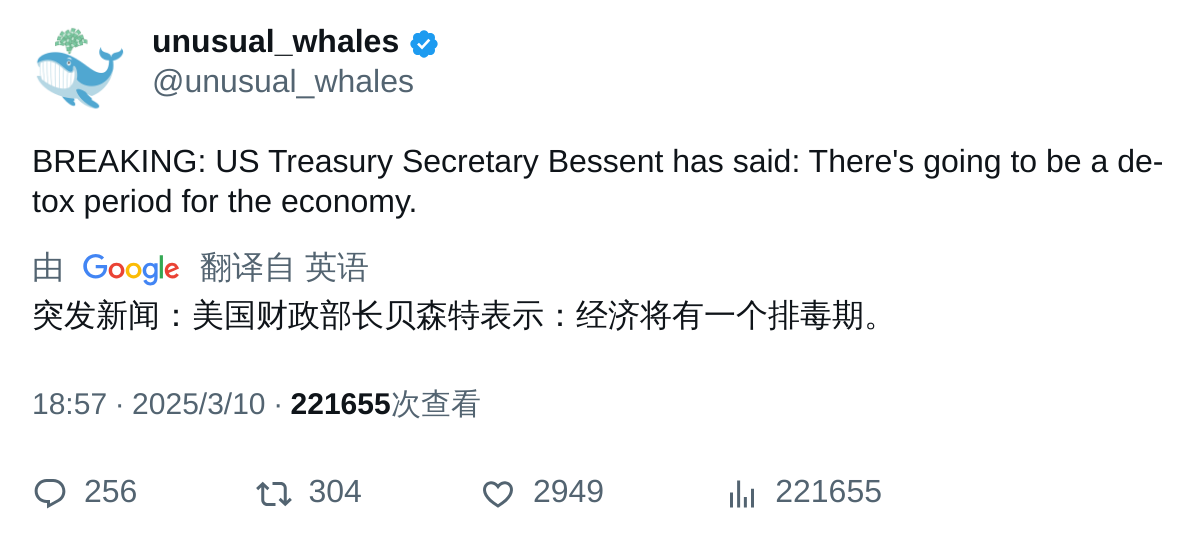 unusual_whales
@unusual_whales
BREAKING: US Treasury Secretary Bessent has said: There's going to be a de-
tox period for the economy.
由 Google 翻译自 英语
突发新闻：美国财政部长贝森特表示：经济将有一个排毒期。
18:57 · 2025/3/10 · 221655次查看
256 304 2949 221655